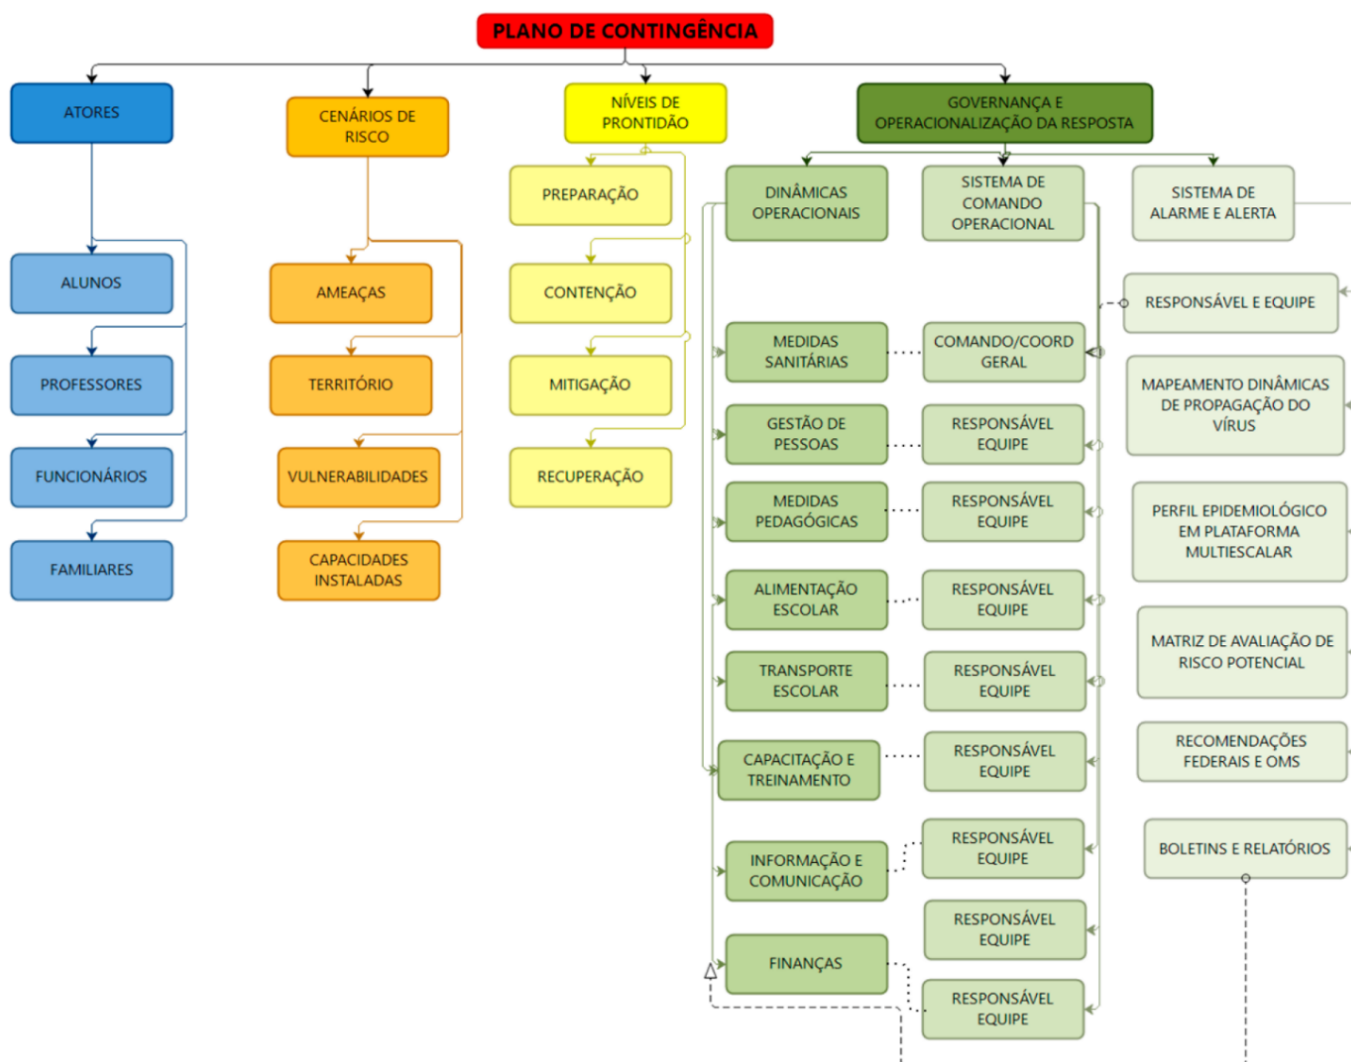 PLANO DE CONTINGÊNCIA
ATORES
CENÁRIOS DE
RISCO
NÍVEIS DE
PRONTIDÃO
GOVERNANÇA E
OPERACIONALIZAÇÃO DA RESPOSTA
ALUNOS
PROFESSORES
FUNCIONÁRIOS
FAMILIARES
AMEAÇAS
TERRITÓRIO
VULNERABILIDADES
CAPACIDADES
INSTALADAS
PREPARAÇÃO
CONTENÇÃO
MITIGAÇÃO
RECUPERAÇÃO
DINÂMICAS
OPERACIONAIS
MEDIDAS
SANITÁRIAS
GESTÃO DE
PESSOAS
MEDIDAS
PEDAGÓGICAS
ALIMENTAÇÃO
ESCOLAR
TRANSPORTE
ESCOLAR
CAPACITAÇÃO E
TREINAMENTO
INFORMAÇÃO E
COMUNICAÇÃO
FINANÇAS
SISTEMA DE
COMANDO
OPERACIONAL
COMANDO/COORD
GERAL
RESPONSÁVEL
EQUIPE
RESPONSÁVEL
EQUIPE
RESPONSÁVEL
EQUIPE
RESPONSÁVEL
EQUIPE
RESPONSÁVEL
EQUIPE
RESPONSÁVEL
EQUIPE
RESPONSÁVEL
EQUIPE
RESPONSÁVEL
EQUIPE
SISTEMA DE
ALARME E ALERTA
RESPONSÁVEL E EQUIPE
MAPEAMENTO DINÂMICAS
DE PROPAGAÇÃO DO
VÍRUS
PERFIL EPIDEMIOLÓGICO
EM PLATAFORMA
MULTIESCALAR
MATRIZ DE AVALIAÇÃO DE
RISCO POTENCIAL
RECOMENDAÇÕES
FEDERAIS E OMS
BOLETINS E RELATÓRIOS